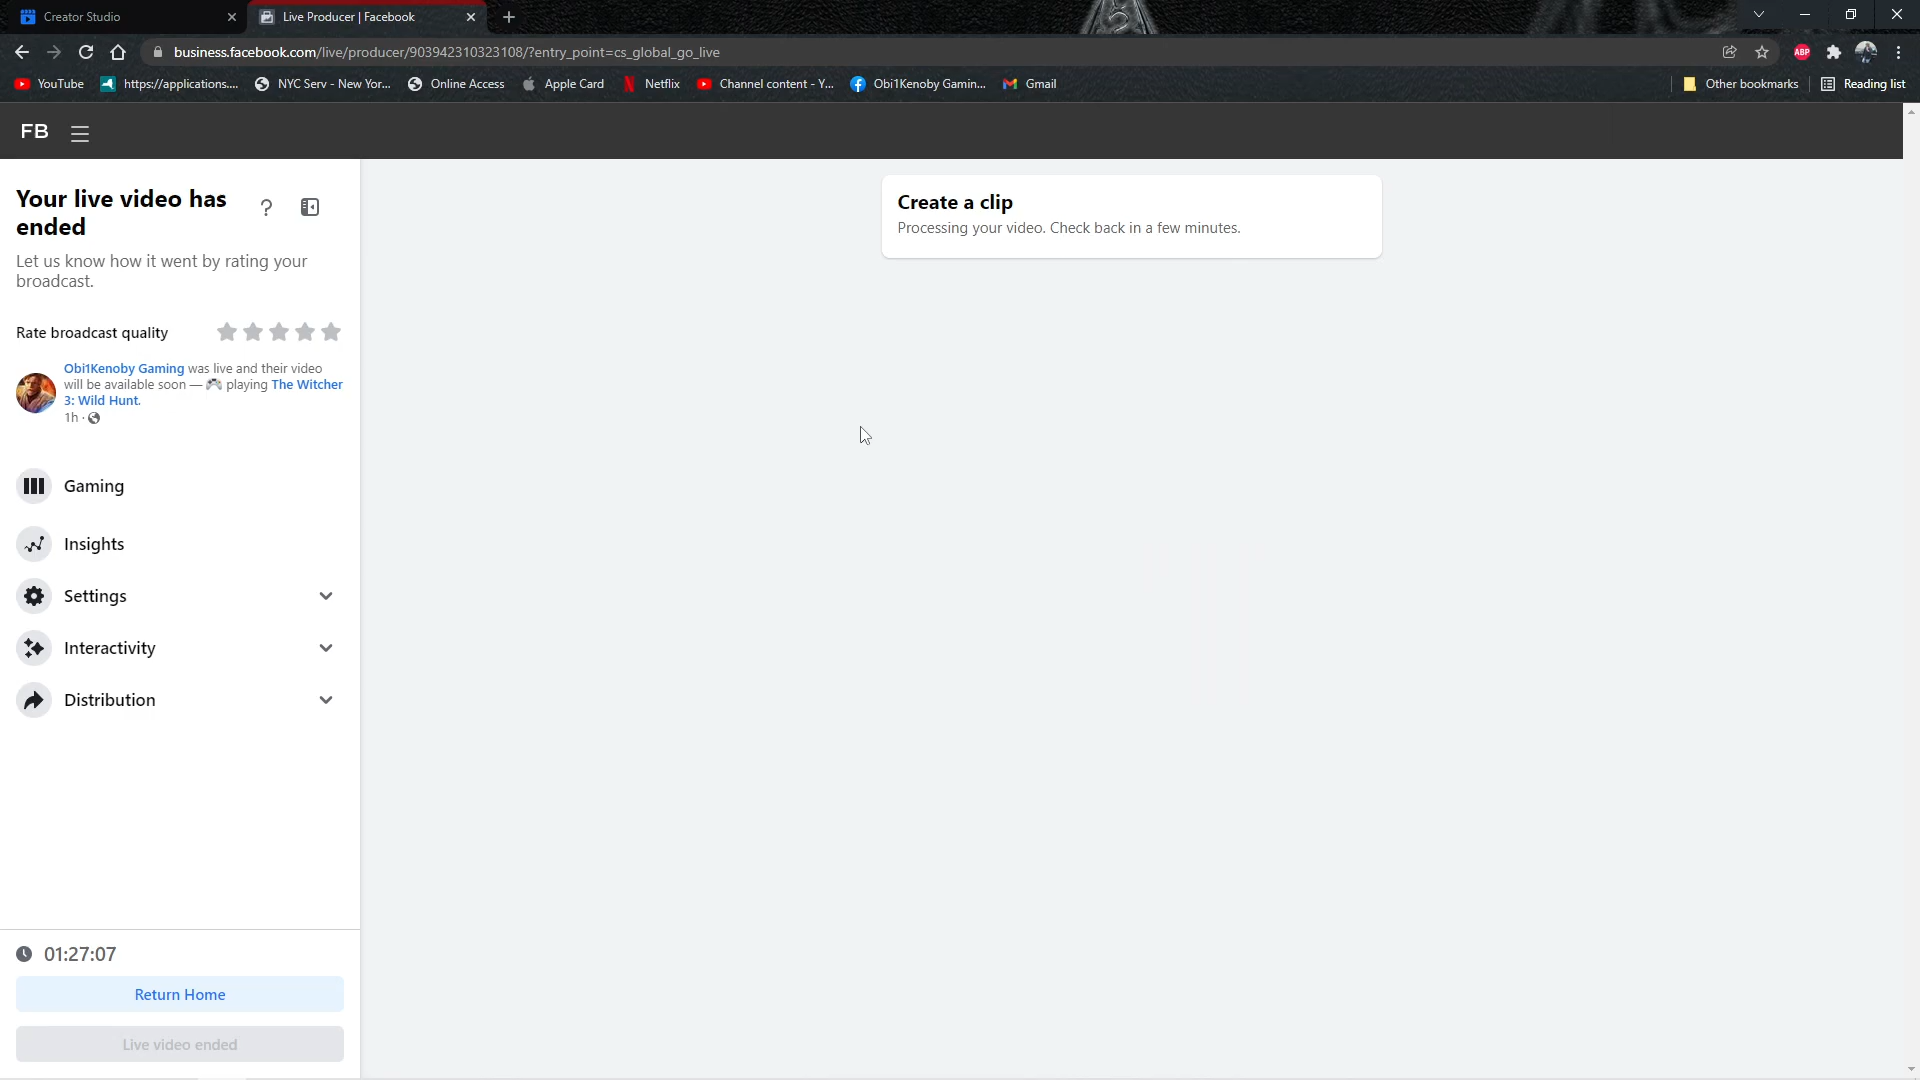 Creator Studio
Live Producer | Facebook
business.facebook.com/live/producer/903942310323108/?entry_point=cs_global_go_live
ABP
YouTube
https://applications....
NYC Serv - New Yor...
Online Access
Apple Card
Netflix
Channel content - Y...
Obi1Kenoby Gamin...
Gmail
Other bookmarks
Reading list
FB
Your live video has
ended
?
Let us know how it went by rating your
broadcast.
Rate broadcast quality
Obi1Kenoby Gaming was live and their video
will be available soon — 🎮 playing The Witcher
3: Wild Hunt.
1h ·
Gaming
Insights
Settings
Interactivity
Distribution
01:27:07
Return Home
Live video ended
Create a clip
Processing your video. Check back in a few minutes.